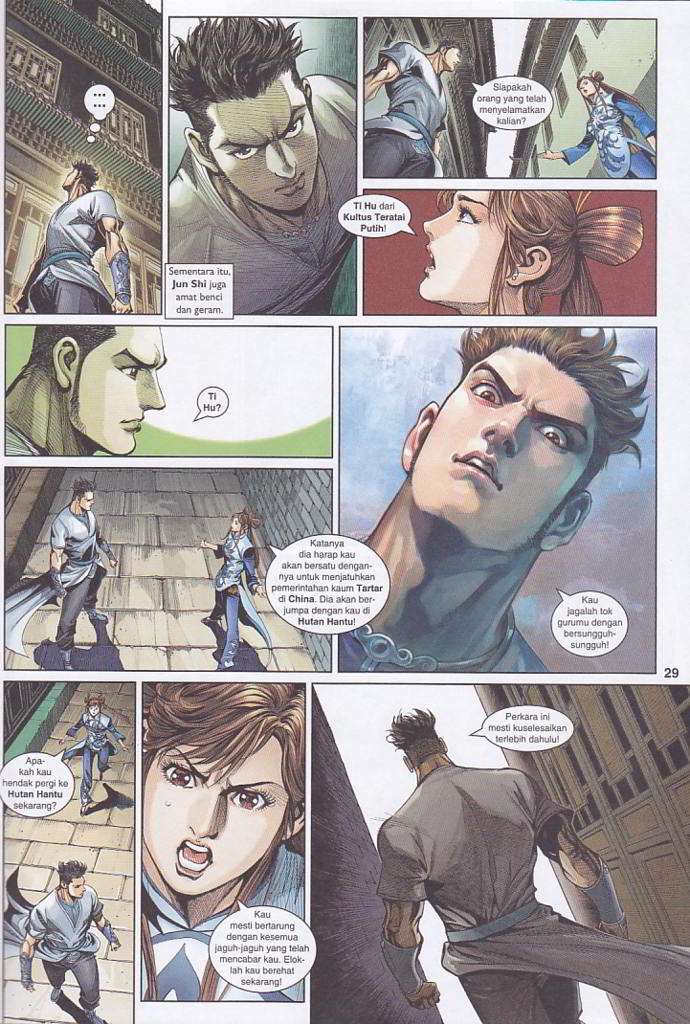 ...
...
Sementara itu,
Jun Shi juga
amat benci
dan geram.
Siapakah
orang yang telah
menyelamatkan
kalian?
Ti Hu dari
Kultus Teratai
Putih!
Ti
Hu?
Katanya
dia harap kau
akan bersatu dengan-
nya untuk menjatuhkan
pemerintahan kaum Tartar
di China. Dia akan ber-
jumpa dengan kau di
Hutan Hantu!
Kau
jagalah tok
gurumu dengan
bersungguh-
sungguh!
29
Apa-
kah kau
hendak pergi ke
Hutan Hantu
sekarang?
Kau
mesti bertarung
dengan kesemua
jaguh-jaguh yang telah
mencabar kau. Elok-
lah kau berehat
sekarang!
Perkara ini
mesti kuselesaikan
terlebih dahulu!